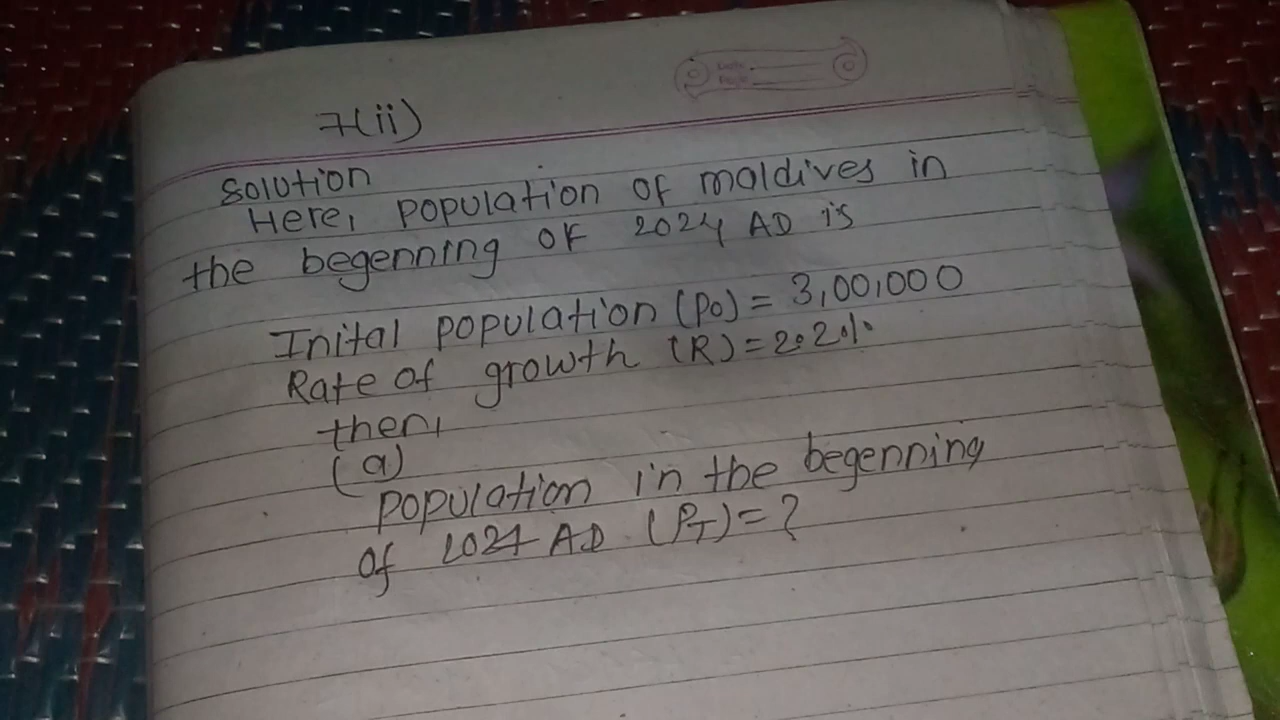 7(ii)
Solution
Here, population of maldives in
the begenning of 2024 AD is
Inital population (P0) = 3,00,000
Rate of growth (R) = 2.2%
then,
(a)
population in the begenning
of 2027 AD (PT) = ?